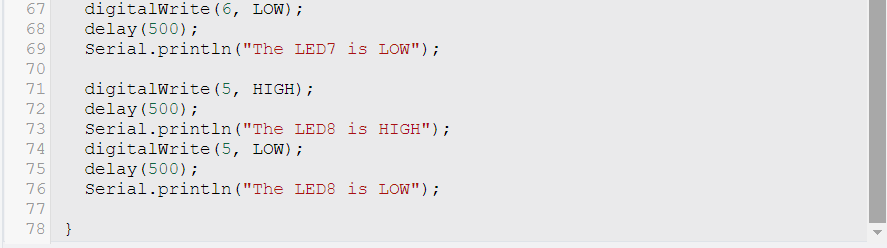 67 digitalWrite(6, LOW);
68 delay(500);
69 Serial.println("The LED7 is LOW");
70
71 digitalWrite(5, HIGH);
72 delay(500);
73 Serial.println("The LED8 is HIGH");
74 digitalWrite(5, LOW);
75 delay(500);
76 Serial.println("The LED8 is LOW");
77
78 }